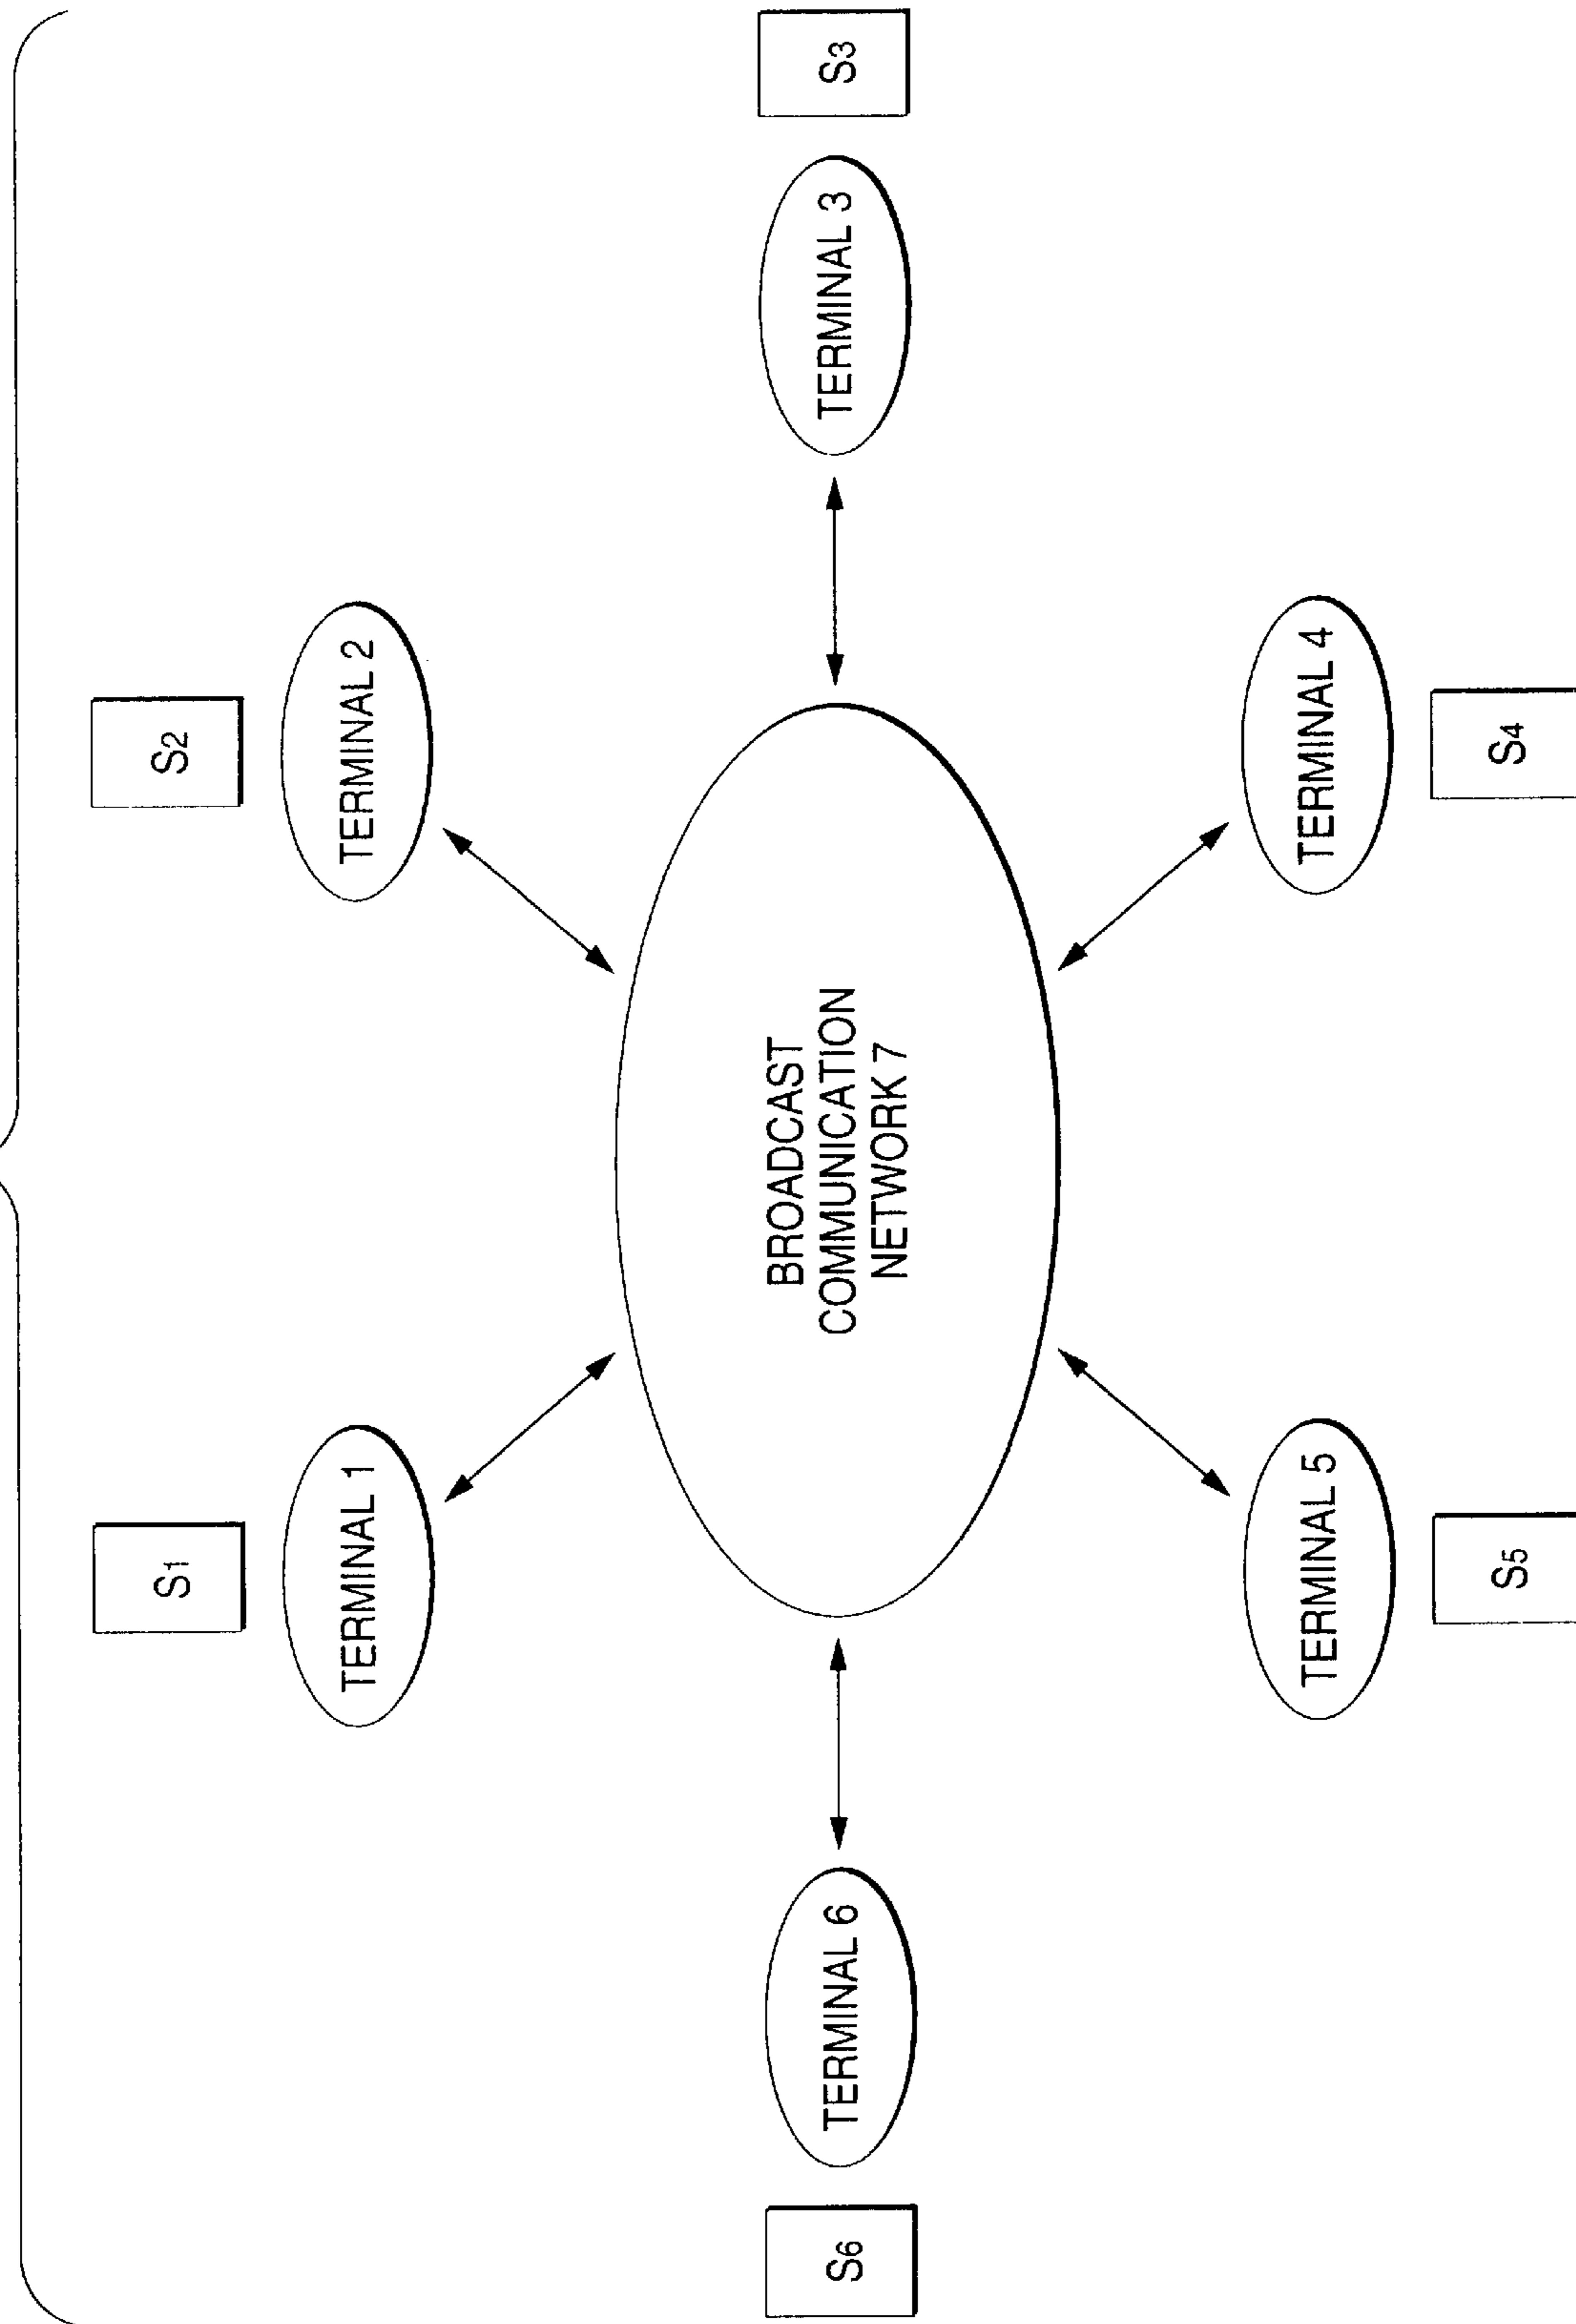 S1
S2
TERMINAL 1
TERMINAL 2
S6
TERMINAL 6
BROADCAST
COMMUNICATION
NETWORK 7
TERMINAL 3
S3
TERMINAL 5
TERMINAL 4
S5
S4